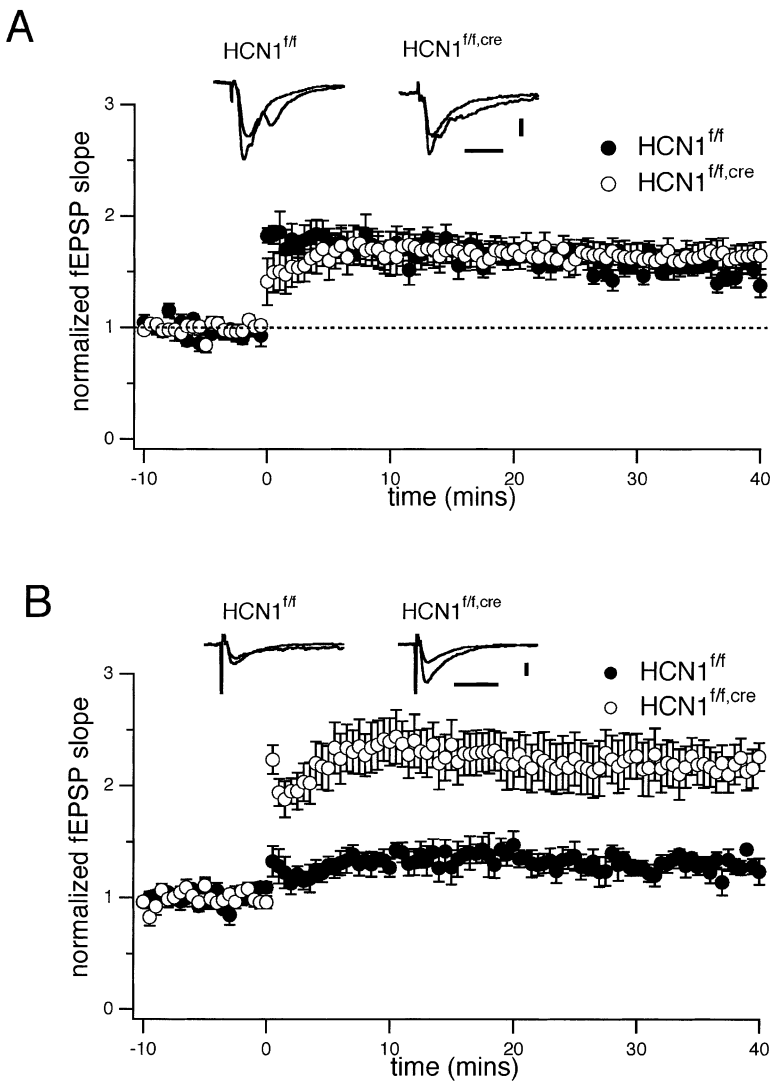 A
HCN1f/f HCN1f/f,cre
3
HCN1f/f
HCN1f/f,cre
2
1
0
normalized fEPSP slope
-10 0 10 20 30 40
time (mins)
B
HCN1f/f HCN1f/f,cre
3
HCN1f/f
HCN1f/f,cre
2
1
0
normalized fEPSP slope
-10 0 10 20 30 40
time (mins)